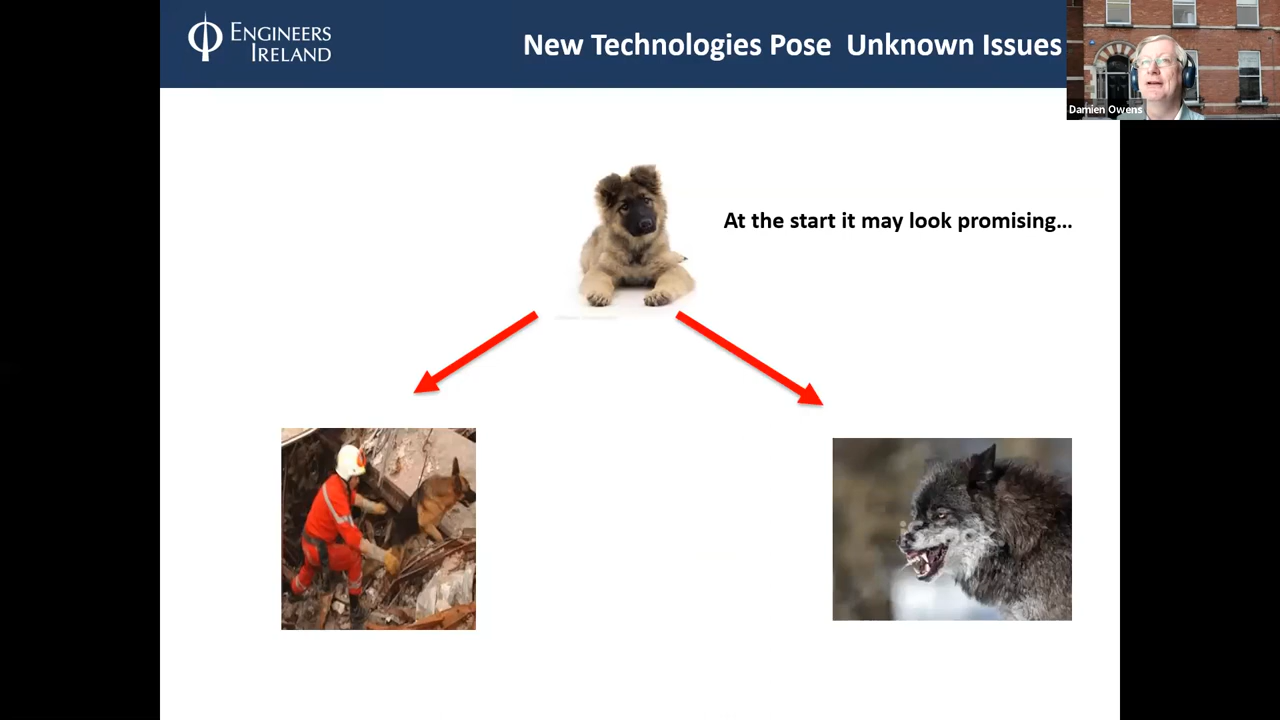 ENGINEERS
IRELAND
New Technologies Pose  Unknown Issues
Damien Owens
At the start it may look promising...